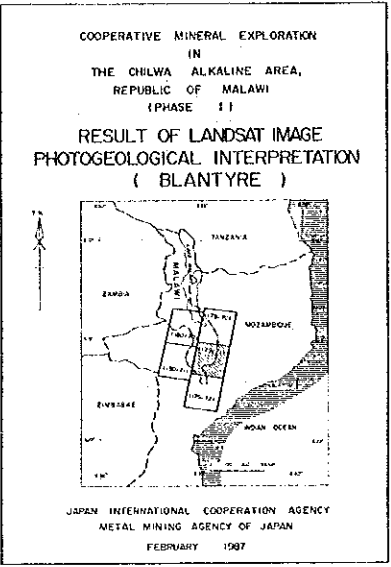 COOPERATIVE MINERAL EXPLORATION
IN
THE CHILWA ALKALINE AREA,
REPUBLIC OF MALAWI
(PHASE I)
RESULT OF LANDSAT IMAGE
PHOTOGEOLOGICAL INTERPRETATION
( BLANTYRE )
TANZANIA
MALAWI
ZAMBIA
MOZAMBIQUE
ZIMBABWE
INDIAN OCEAN
JAPAN INTERNATIONAL COOPERATION AGENCY
METAL MINING AGENCY OF JAPAN
FEBRUARY 1987